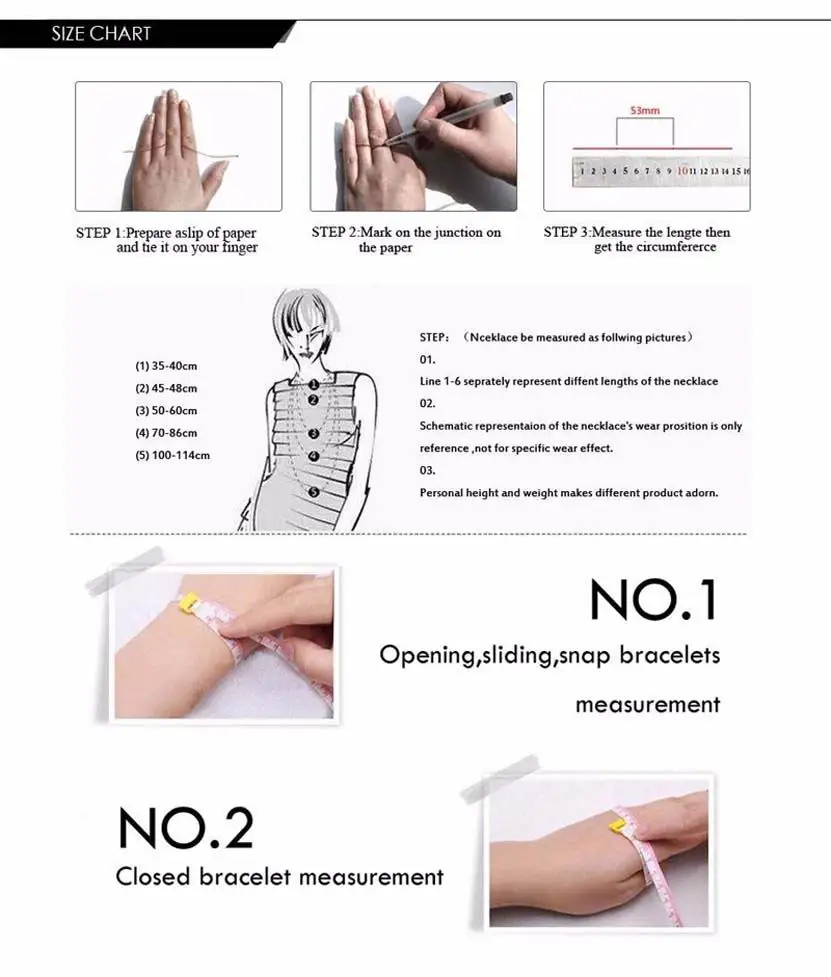 SIZE CHART
53mm
1 2 3 4 5 6 7 8 9 10 11 12 13 14 15 16
STEP 1:Prepare aslip of paper
and tie it on your finger
STEP 2:Mark on the junction on
the paper
STEP 3:Measure the lengte then
get the circumfererce
(1) 35-40cm
(2) 45-48cm
(3) 50-60cm
(4) 70-86cm
(5) 100-114cm
1
2
3
4
5
STEP: (Nceklace be measured as follwing pictures)
01.
Line 1-6 seprately represent diffent lengths of the necklace
02.
Schematic representaion of the necklace's wear prosition is only
reference ,not for specific wear effect.
03.
Personal height and weight makes different product adorn.
NO.1
Opening,sliding,snap bracelets
measurement
NO.2
Closed bracelet measurement